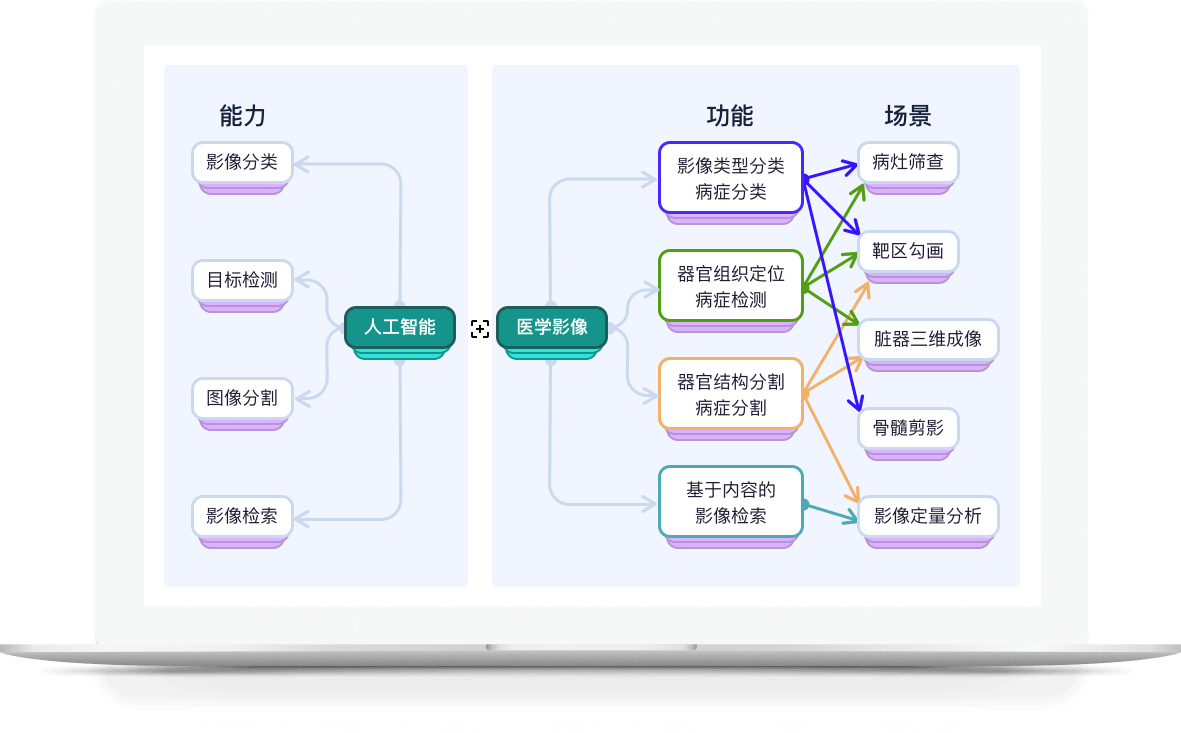 能力
影像分类
目标检测
图像分割
影像检索
人工智能
医学影像
功能
影像类型分类
病症分类
器官组织定位
病症检测
器官结构分割
病症分割
基于内容的
影像检索
场景
病灶筛查
靶区勾画
脏器三维成像
骨髓剪影
影像定量分析